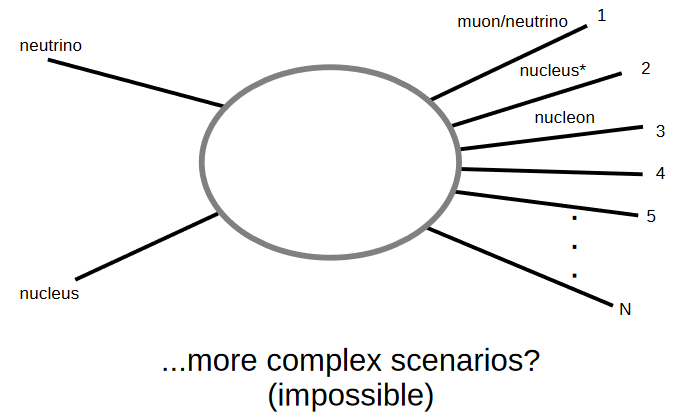 neutrino
nucleus
muon/neutrino 1
nucleus* 2
nucleon 3
4
5
N
...more complex scenarios?
(impossible)